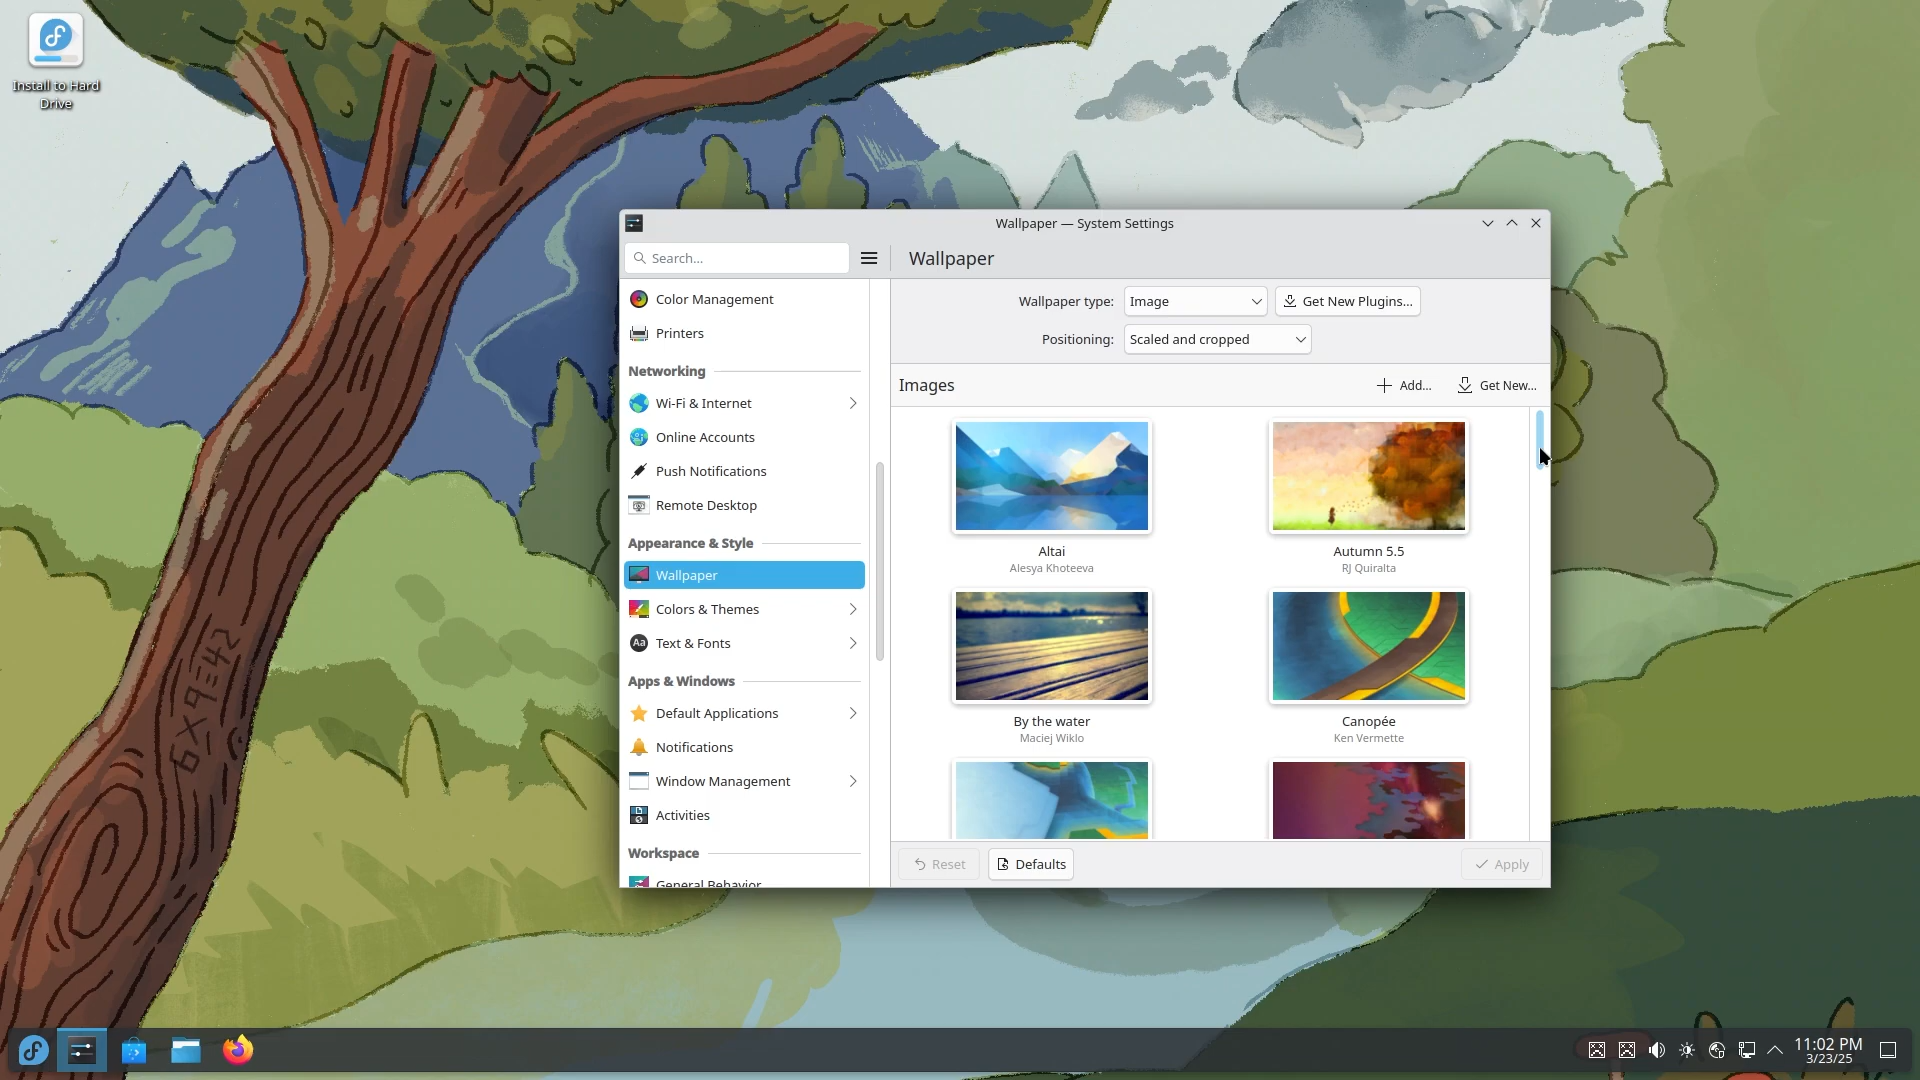 Install to Hard
Drive
6×9=42
Wallpaper — System Settings
Search...
Wallpaper
Color Management
Printers
Networking
Wi-Fi & Internet
Online Accounts
Push Notifications
Remote Desktop
Appearance & Style
Wallpaper
Colors & Themes
Text & Fonts
Apps & Windows
Default Applications
Notifications
Window Management
Activities
Workspace
General Behavior
Wallpaper type:
Image
Get New Plugins...
Positioning:
Scaled and cropped
Images
Add...
Get New...
Altai
Alesya Khoteeva
Autumn 5.5
RJ Quiralta
By the water
Maciej Wiklo
Canopée
Ken Vermette
Reset
Defaults
Apply
11:02 PM
3/23/25